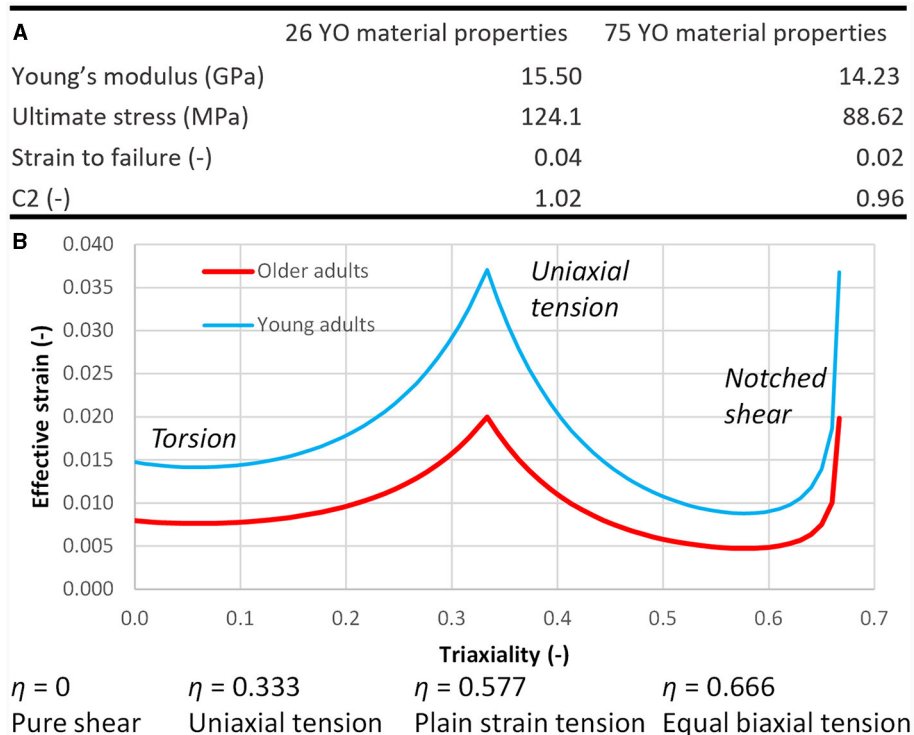 A
26 YO material properties 75 YO material properties
Young's modulus (GPa) 15.50 14.23
Ultimate stress (MPa) 124.1 88.62
Strain to failure (-) 0.04 0.02
C2 (-) 1.02 0.96
B
0.040
0.035
0.030
0.025
0.020
0.015
0.010
0.005
0.000
Effective strain (-)
Older adults
Young adults
Uniaxial
tension
Notched
shear
Torsion
0.0 0.1 0.2 0.3 0.4 0.5 0.6 0.7
Triaxiality (-)
η = 0 η = 0.333 η = 0.577 η = 0.666
Pure shear Uniaxial tension Plain strain tension Equal biaxial tension